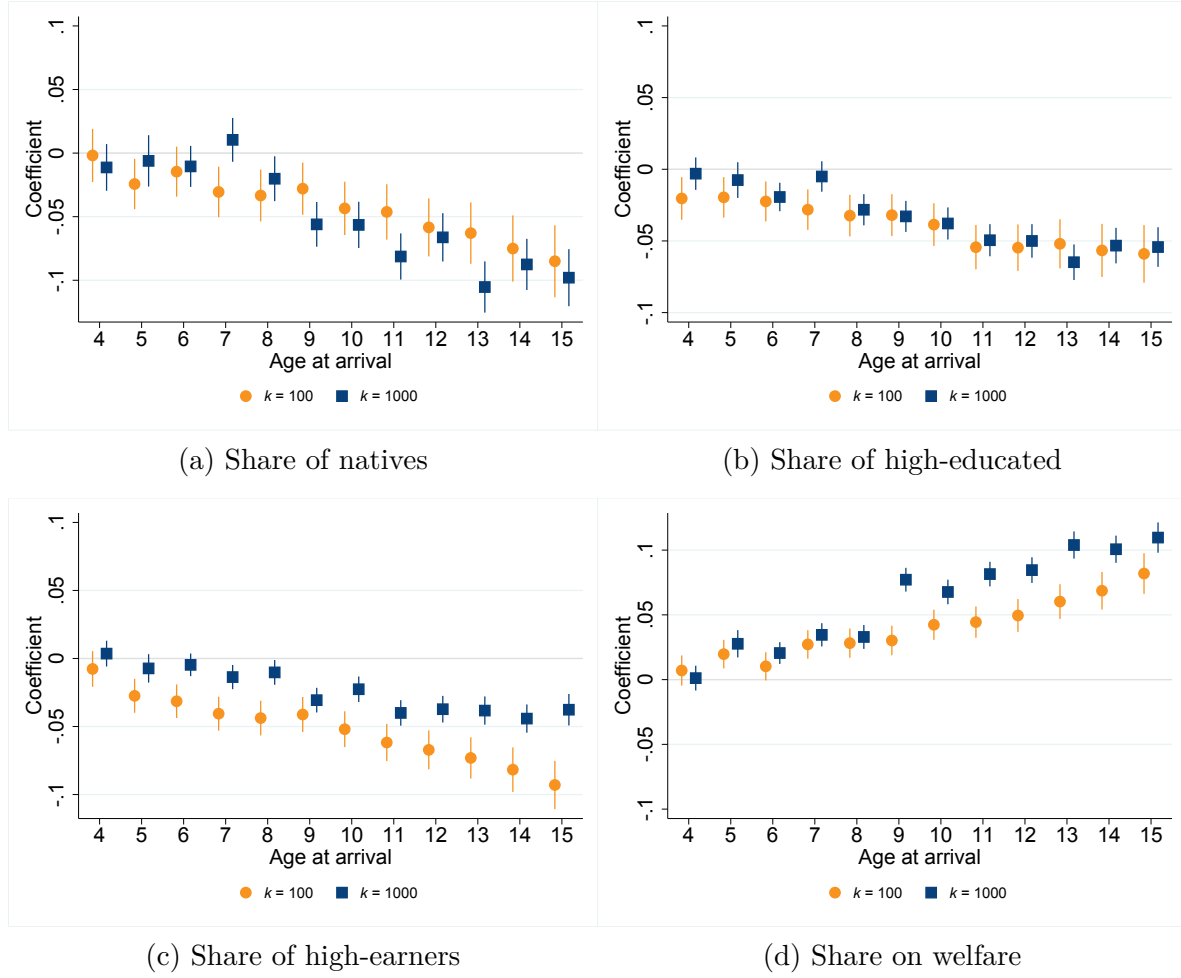 .1
.05
0
-.05
-.1
Coefficient
4 5 6 7 8 9 10 11 12 13 14 15
Age at arrival
k = 100 k = 1000
(a) Share of natives
.1
.05
0
-.05
-.1
Coefficient
4 5 6 7 8 9 10 11 12 13 14 15
Age at arrival
k = 100 k = 1000
(b) Share of high-educated
.1
.05
0
-.05
-.1
Coefficient
4 5 6 7 8 9 10 11 12 13 14 15
Age at arrival
k = 100 k = 1000
(c) Share of high-earners
.1
.05
0
-.05
-.1
Coefficient
4 5 6 7 8 9 10 11 12 13 14 15
Age at arrival
k = 100 k = 1000
(d) Share on welfare